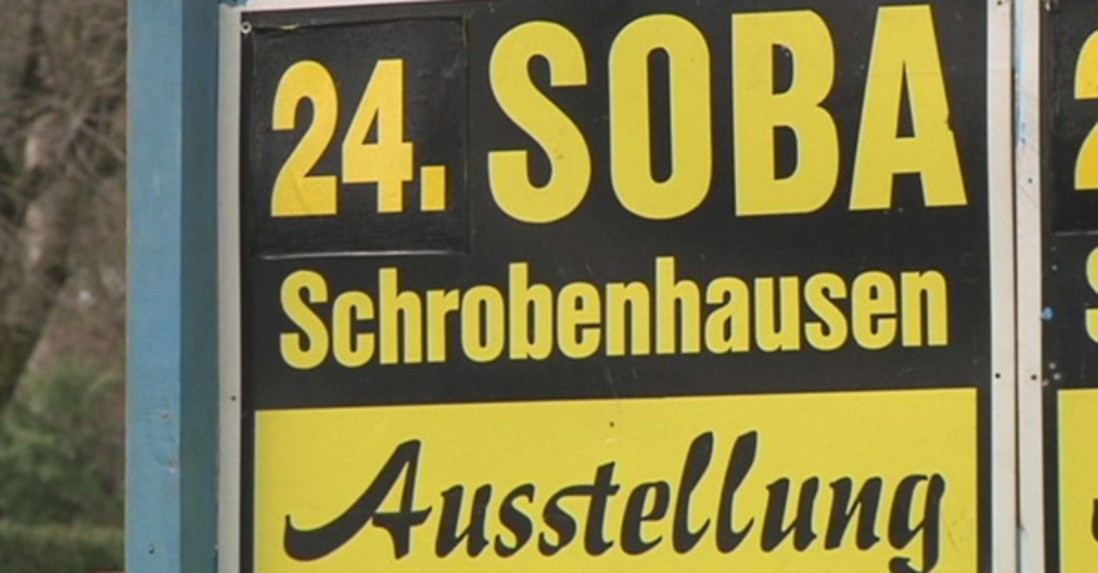 24. SOBA
Schrobenhausen
Ausstellung